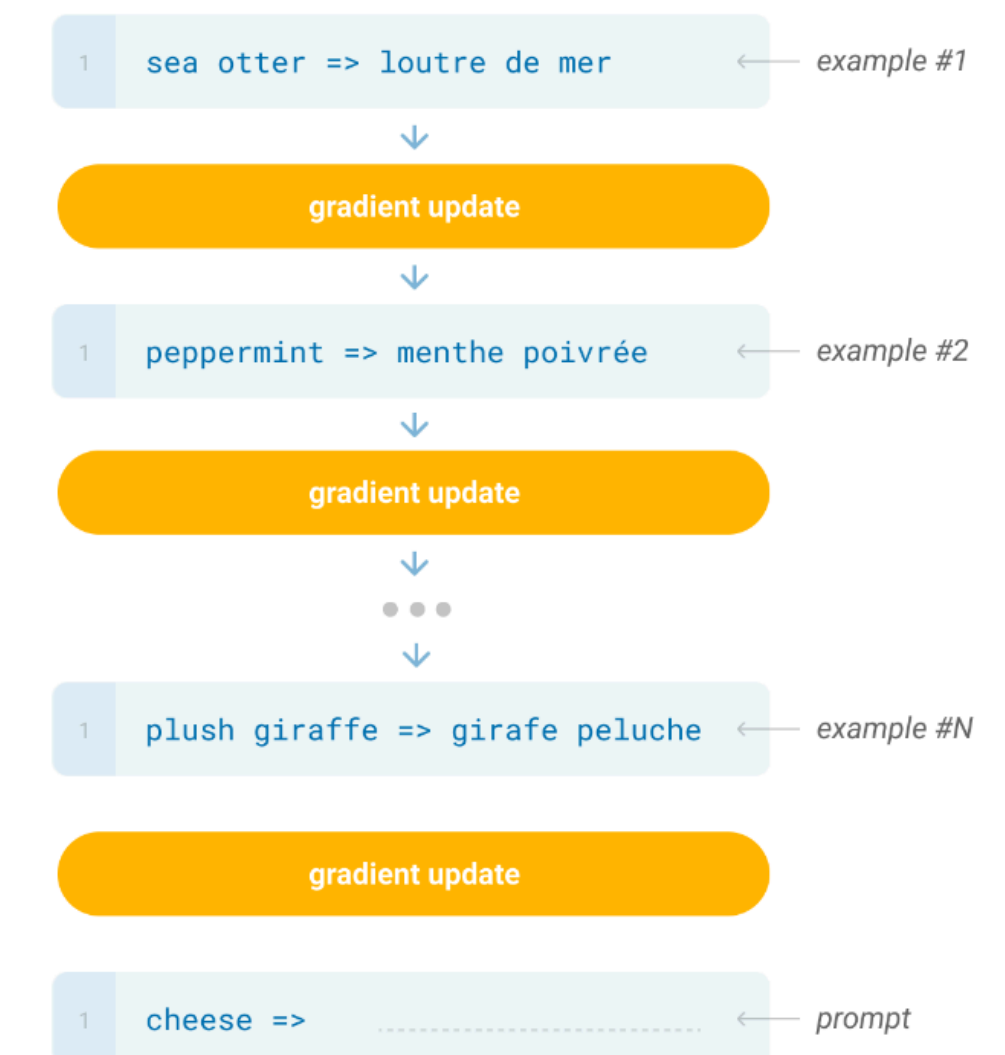 1 sea otter => loutre de mer example #1
gradient update
1 peppermint => menthe poivrée example #2
gradient update
1 plush giraffe => girafe peluche example #N
gradient update
1 cheese => prompt